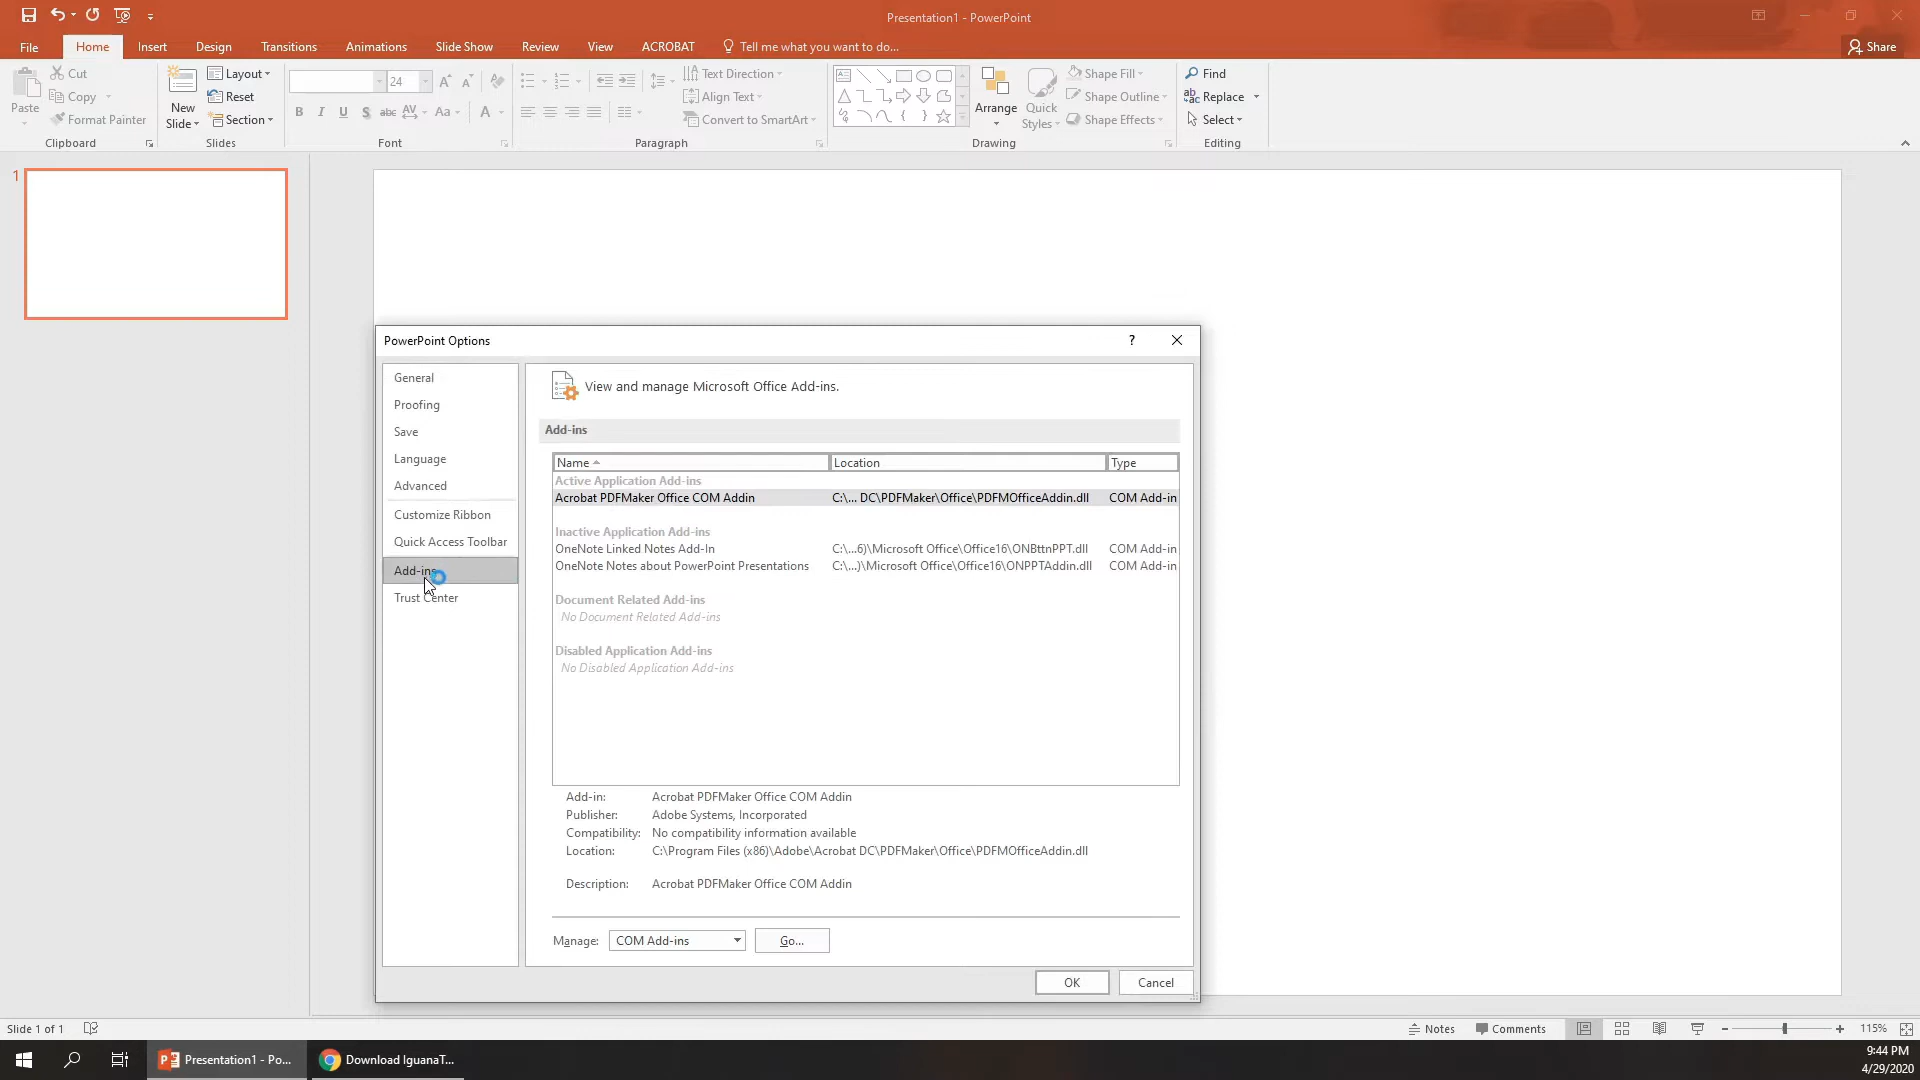 Presentation1 - PowerPoint
File Home Insert Design Transitions Animations Slide Show Review View ACROBAT Tell me what you want to do... Share
Paste
Cut
Copy
Format Painter
Clipboard
New
Slide
Layout
Reset
Section
Slides
24
B I U S abc AV Aa A
Font
Text Direction
Align Text
Convert to SmartArt
Paragraph
Arrange
Quick
Styles
Shape Fill
Shape Outline
Shape Effects
Drawing
Find
Replace
Select
Editing
1
PowerPoint Options
General
Proofing
Save
Language
Advanced
Customize Ribbon
Quick Access Toolbar
Add-ins
Trust Center
View and manage Microsoft Office Add-ins.
Add-ins
Name Location Type
Active Application Add-ins
Acrobat PDFMaker Office COM Addin C:\... DC\PDFMaker\Office\PDFMOfficeAddin.dll COM Add-in
Inactive Application Add-ins
OneNote Linked Notes Add-In C:\...6)\Microsoft Office\Office16\ONBttnPPT.dll COM Add-in
OneNote Notes about PowerPoint Presentations C:\...)\Microsoft Office\Office16\ONPPTAddin.dll COM Add-in
Document Related Add-ins
No Document Related Add-ins
Disabled Application Add-ins
No Disabled Application Add-ins
Add-in: Acrobat PDFMaker Office COM Addin
Publisher: Adobe Systems, Incorporated
Compatibility: No compatibility information available
Location: C:\Program Files (x86)\Adobe\Acrobat DC\PDFMaker\Office\PDFMOfficeAddin.dll
Description: Acrobat PDFMaker Office COM Addin
Manage: COM Add-ins Go...
OK Cancel
Slide 1 of 1 Notes Comments 115%
Presentation1 - Po... Download IguanaT...
9:44 PM
4/29/2020